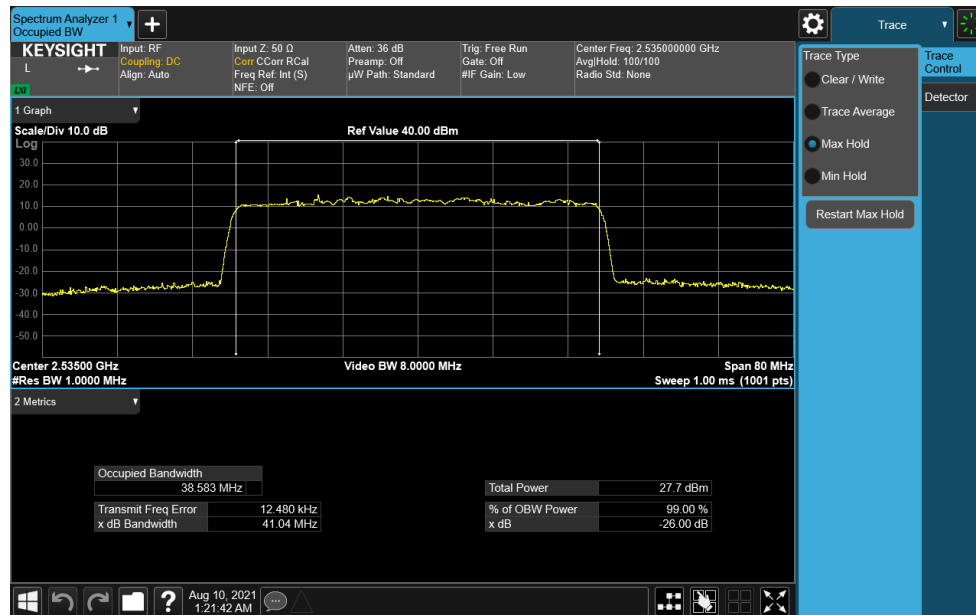 Spectrum Analyzer 1
Occupied BW
+
Trace
KEYSIGHT
L
LXI
Input: RF
Coupling: DC
Align: Auto
Input Z: 50 Ω
Corr CCorr RCal
Freq Ref: Int (S)
NFE: Off
Atten: 36 dB
Preamp: Off
µW Path: Standard
Trig: Free Run
Gate: Off
#IF Gain: Low
Center Freq: 2.535000000 GHz
Avg|Hold: 100/100
Radio Std: None
Trace Type
Clear / Write
Trace Average
Max Hold
Min Hold
Restart Max Hold
Trace
Control
Detector
1 Graph
Scale/Div 10.0 dB
Ref Value 40.00 dBm
Log
30.0
20.0
10.0
0.00
-10.0
-20.0
-30.0
-40.0
-50.0
Center 2.53500 GHz
Video BW 8.0000 MHz
Span 80 MHz
#Res BW 1.0000 MHz
Sweep 1.00 ms (1001 pts)
2 Metrics
Occupied Bandwidth
38.583 MHz
Transmit Freq Error 12.480 kHz
x dB Bandwidth 41.04 MHz
Total Power 27.7 dBm
% of OBW Power 99.00 %
x dB -26.00 dB
?
Aug 10, 2021
1:21:42 AM